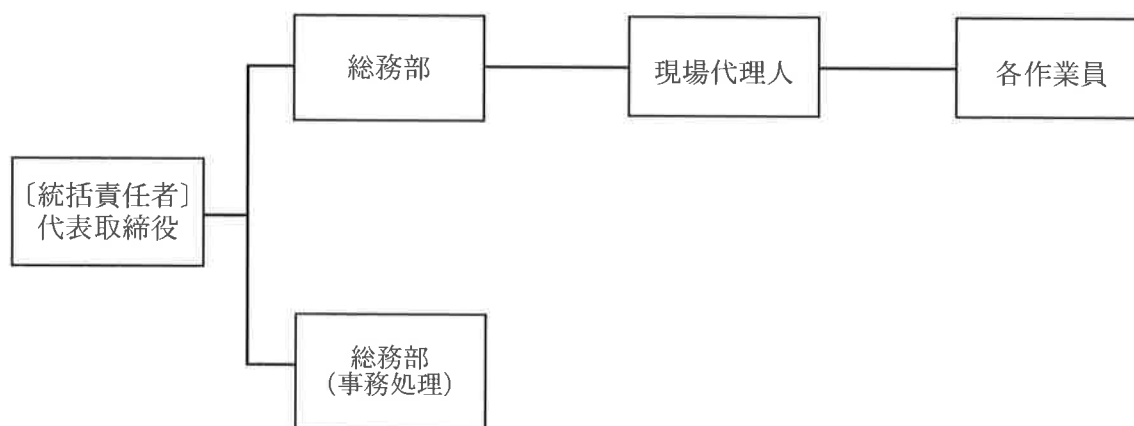 総務部
現場代理人
各作業員
〔統括責任者〕
代表取締役
総務部
(事務処理)